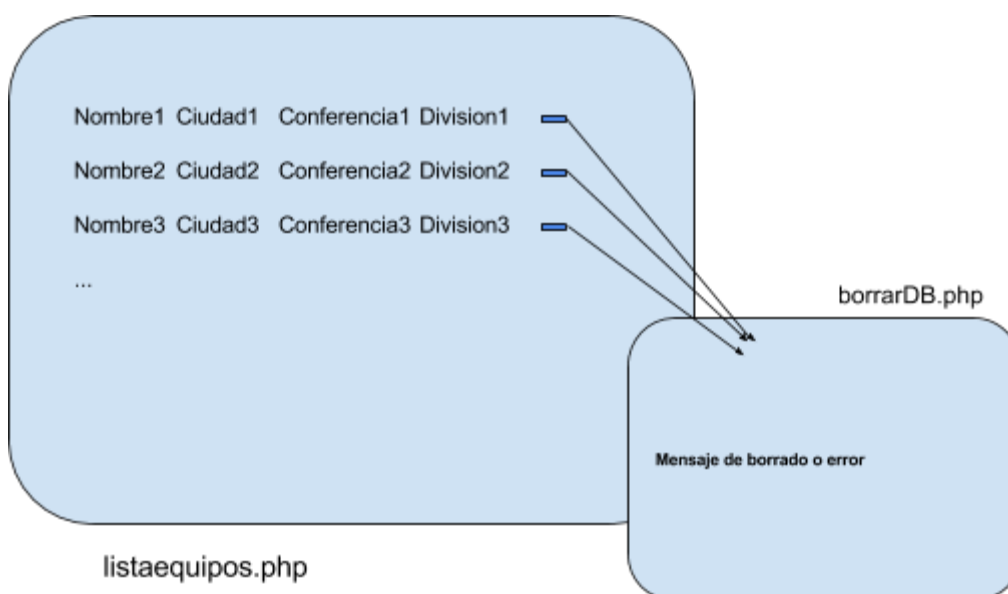 Nombre1 Ciudad1 Conferencia1 Division1
Nombre2 Ciudad2 Conferencia2 Division2
Nombre3 Ciudad3 Conferencia3 Division3
...
borrarDB.php
Mensaje de borrado o error
listaequipos.php